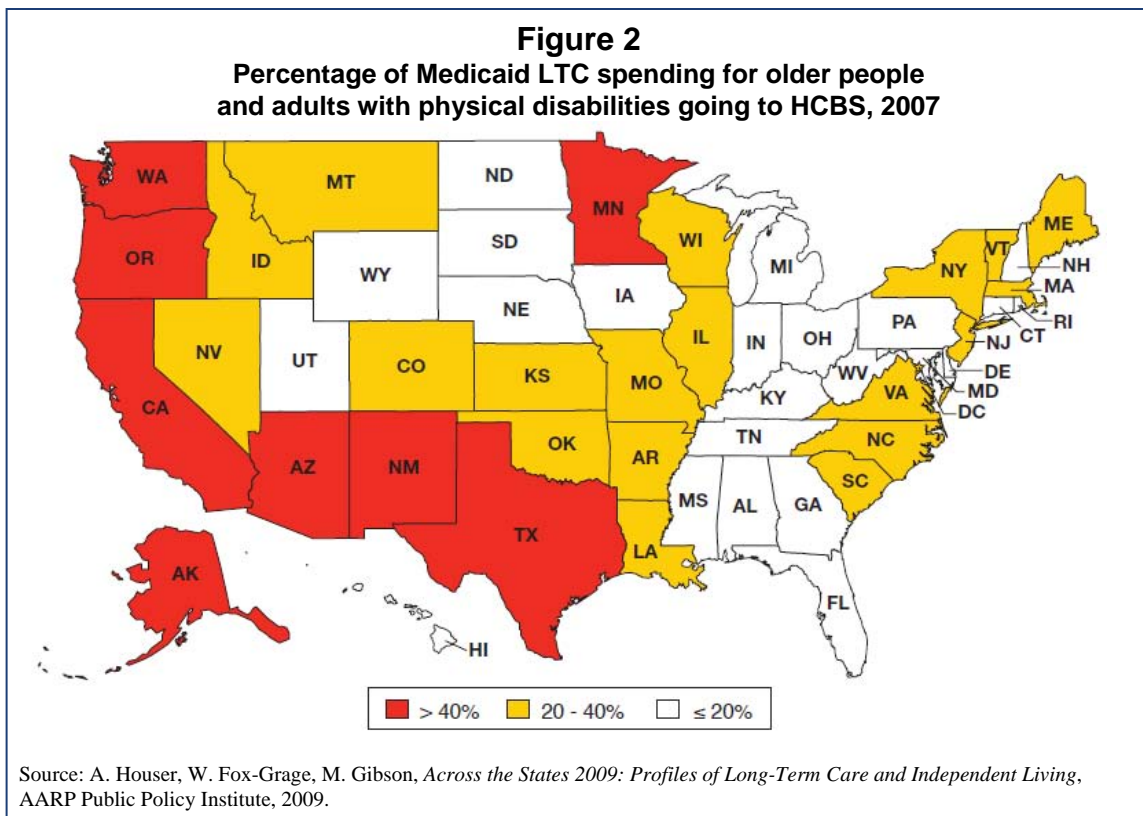 Figure 2
Percentage of Medicaid LTC spending for older people
and adults with physical disabilities going to HCBS, 2007
WA
MT
ND
MN
ME
OR
ID
SD
WI
MI
VT
NY
NH
MA
WY
IA
NE
PA
RI
CT
NV
UT
CO
IL
IN
OH
NJ
DE
MD
DC
CA
KS
MO
WV
VA
KY
AZ
NM
OK
AR
TN
NC
SC
MS
AL
GA
TX
LA
AK
FL
HI
> 40% 20 - 40% ≤ 20%
Source: A. Houser, W. Fox-Grage, M. Gibson, Across the States 2009: Profiles of Long-Term Care and Independent Living,
AARP Public Policy Institute, 2009.